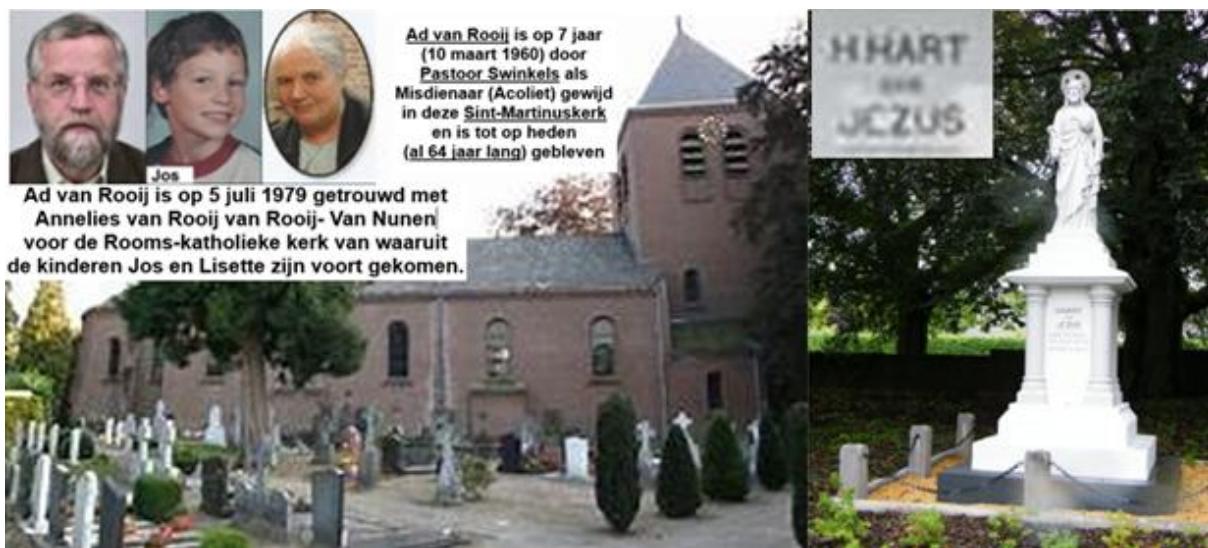 Jos
Ad van Rooij is op 7 jaar
(10 maart 1960) door
Pastoor Swinkels als
Misdienaar (Acoliet) gewijd
in deze Sint-Martinuskerk
en is tot op heden
(al 64 jaar lang) gebleven
Ad van Rooij is op 5 juli 1979 getrouwd met
Annelies van Rooij van Rooij- Van Nunen
voor de Rooms-katholieke kerk van waaruit
de kinderen Jos en Lisette zijn voort gekomen.
H.HART
JEZUS